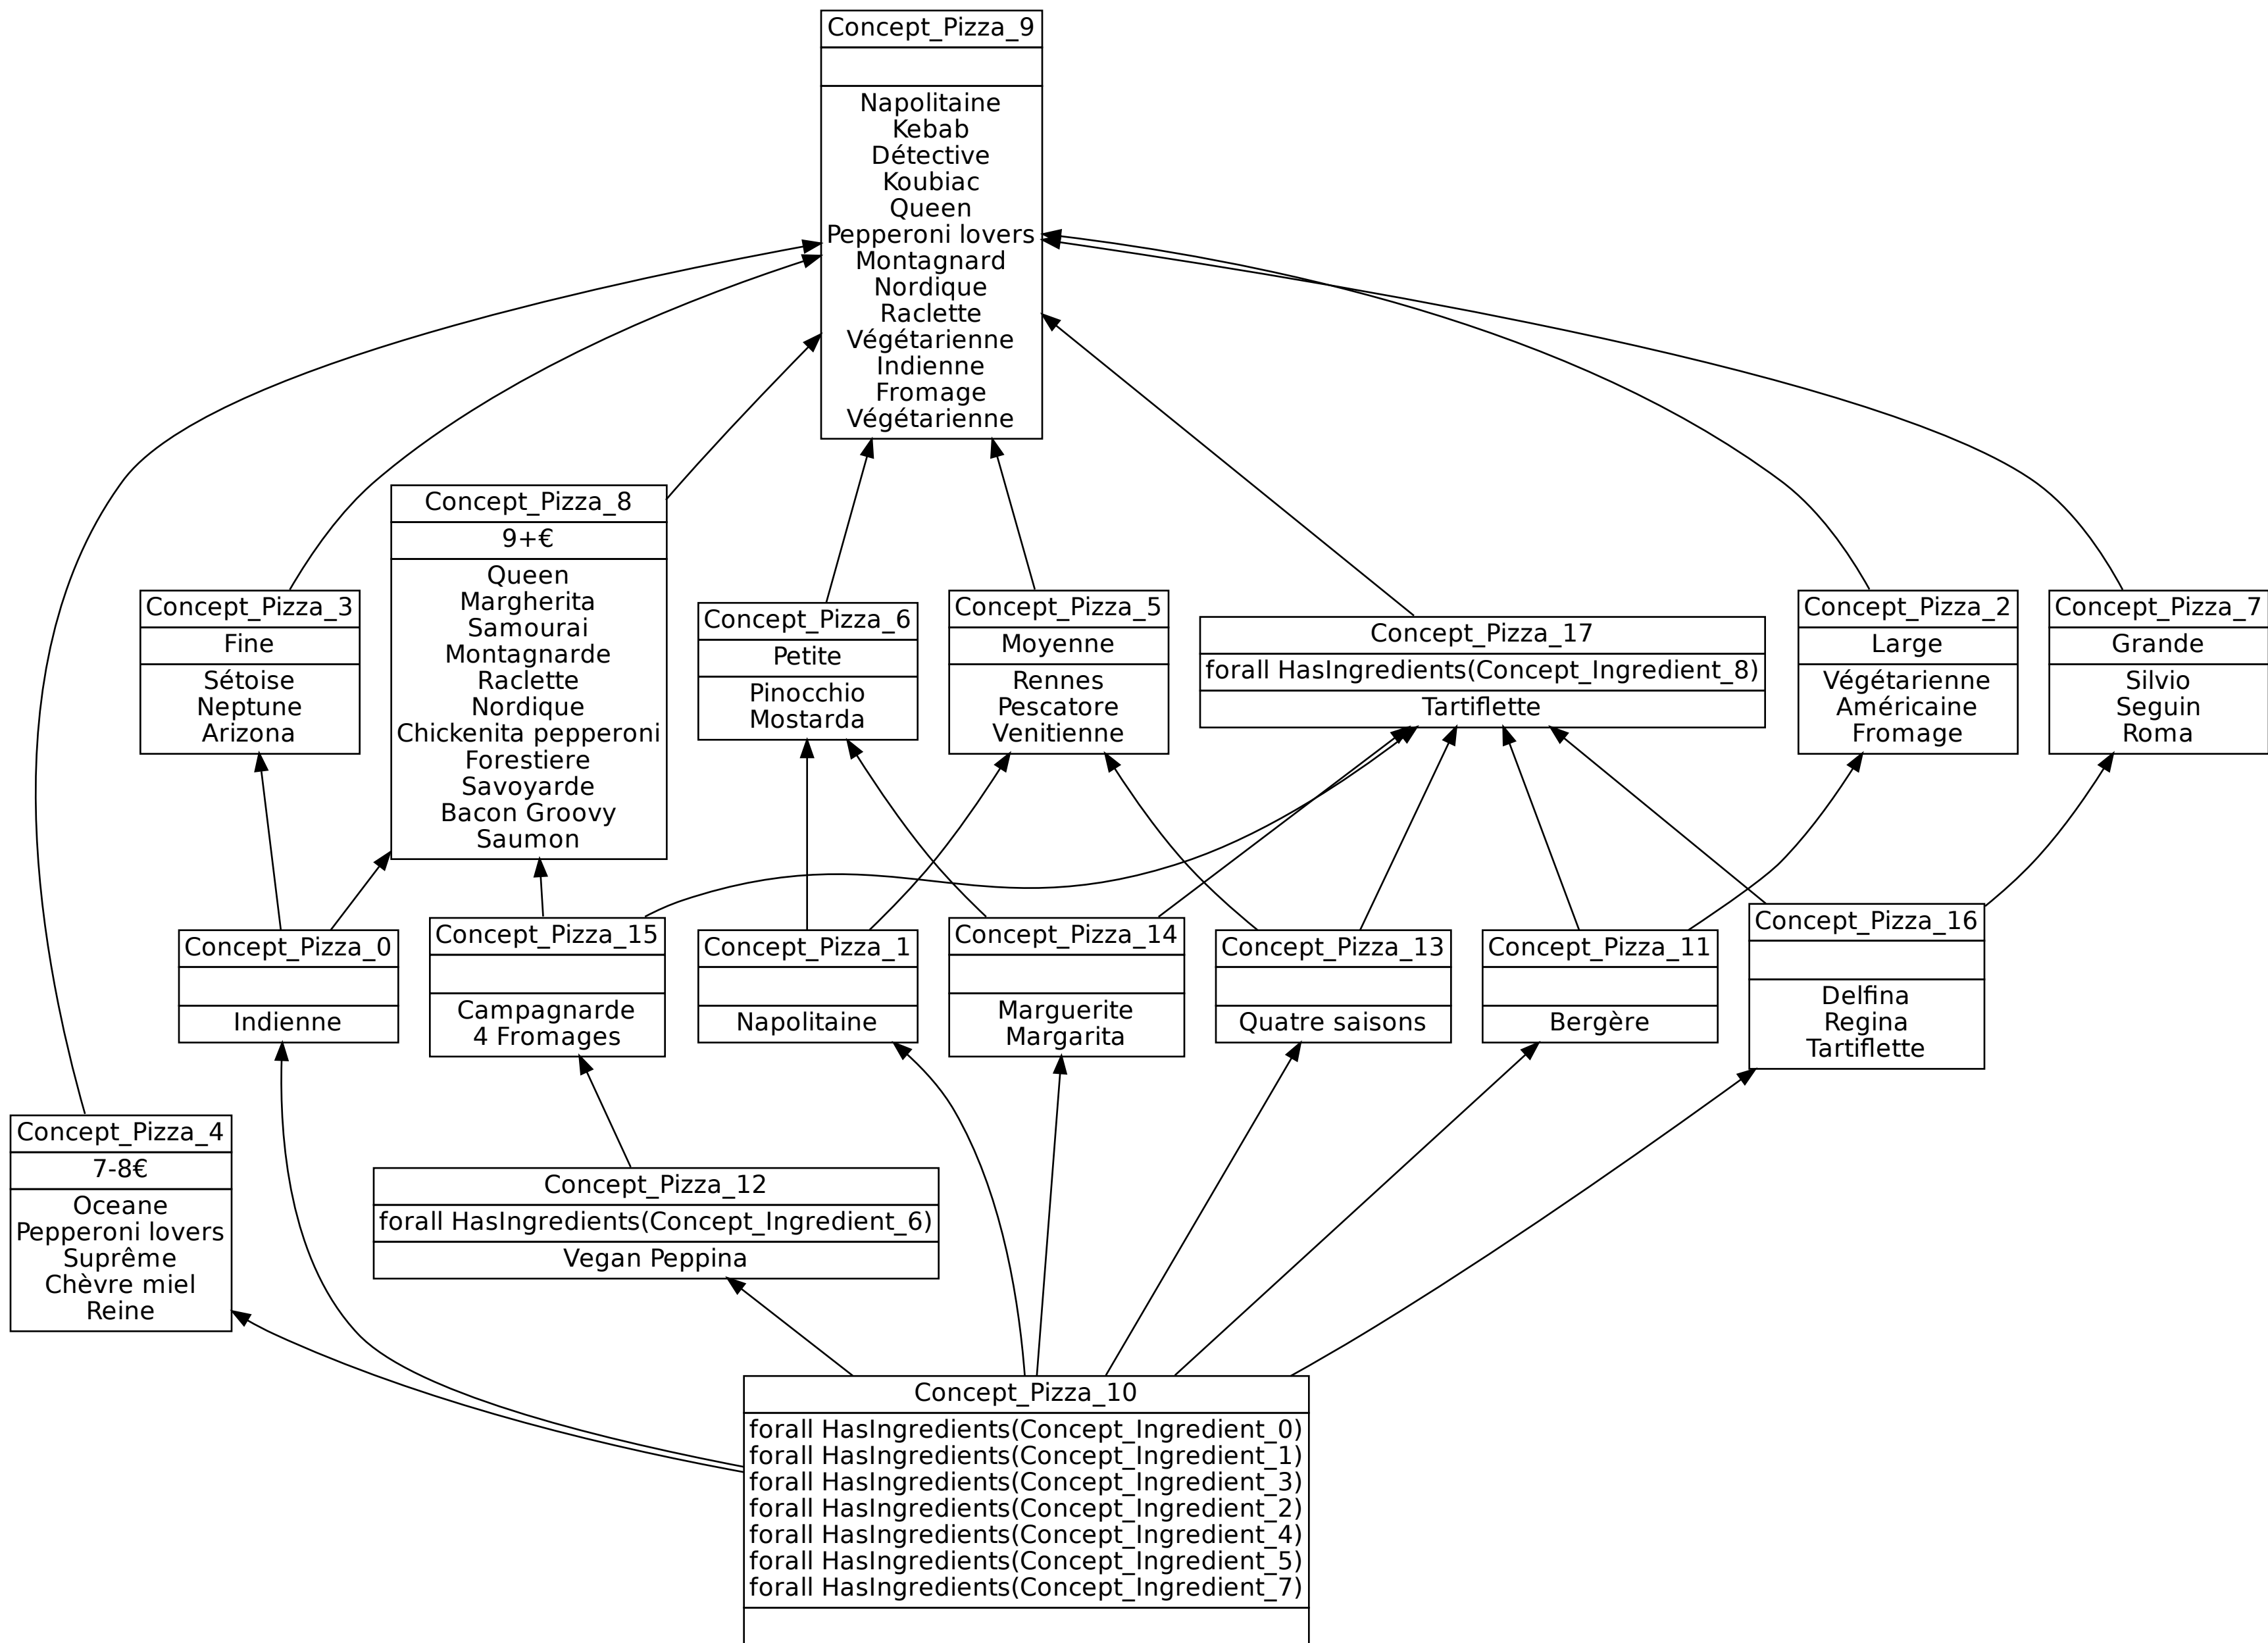 Concept_Pizza_9
Napolitaine
Kebab
Détective
Koubiac
Queen
Pepperoni lovers
Montagnard
Nordique
Raclette
Végétarienne
Indienne
Fromage
Végétarienne
Concept_Pizza_3
Fine
Sétoise
Neptune
Arizona
Concept_Pizza_8
9+€
Queen
Margherita
Samourai
Montagnarde
Raclette
Nordique
Chickenita pepperoni
Forestiere
Savoyarde
Bacon Groovy
Saumon
Concept_Pizza_6
Petite
Pinocchio
Mostarda
Concept_Pizza_5
Moyenne
Rennes
Pescatore
Venitienne
Concept_Pizza_17
forall HasIngredients(Concept_Ingredient_8)
Tartiflette
Concept_Pizza_2
Large
Végétarienne
Américaine
Fromage
Concept_Pizza_7
Grande
Silvio
Seguin
Roma
Concept_Pizza_0
Indienne
Concept_Pizza_15
Campagnarde
4 Fromages
Concept_Pizza_1
Napolitaine
Concept_Pizza_14
Marguerite
Margarita
Concept_Pizza_13
Quatre saisons
Concept_Pizza_11
Bergère
Concept_Pizza_16
Delfina
Regina
Tartiflette
Concept_Pizza_4
7-8€
Oceane
Pepperoni lovers
Suprême
Chèvre miel
Reine
Concept_Pizza_12
forall HasIngredients(Concept_Ingredient_6)
Vegan Peppina
Concept_Pizza_10
forall HasIngredients(Concept_Ingredient_0)
forall HasIngredients(Concept_Ingredient_1)
forall HasIngredients(Concept_Ingredient_3)
forall HasIngredients(Concept_Ingredient_2)
forall HasIngredients(Concept_Ingredient_4)
forall HasIngredients(Concept_Ingredient_5)
forall HasIngredients(Concept_Ingredient_7)